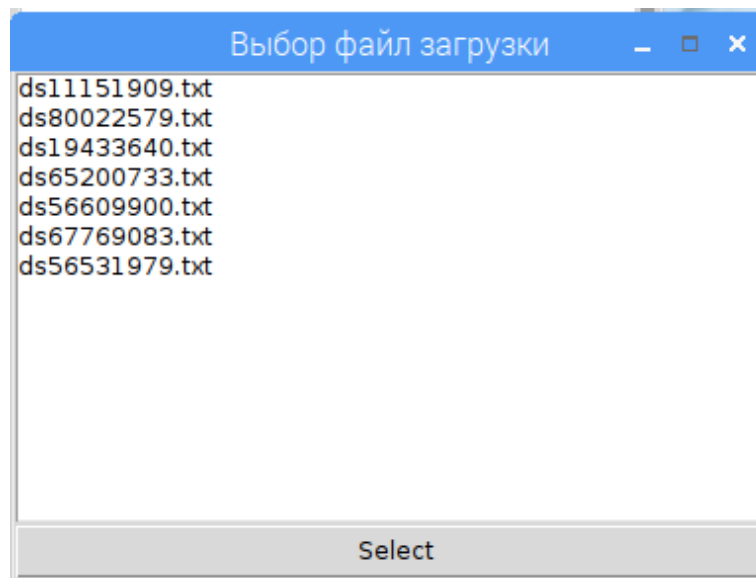 Выбор файл загрузки
ds11151909.txt
ds80022579.txt
ds19433640.txt
ds65200733.txt
ds56609900.txt
ds67769083.txt
ds56531979.txt
Select